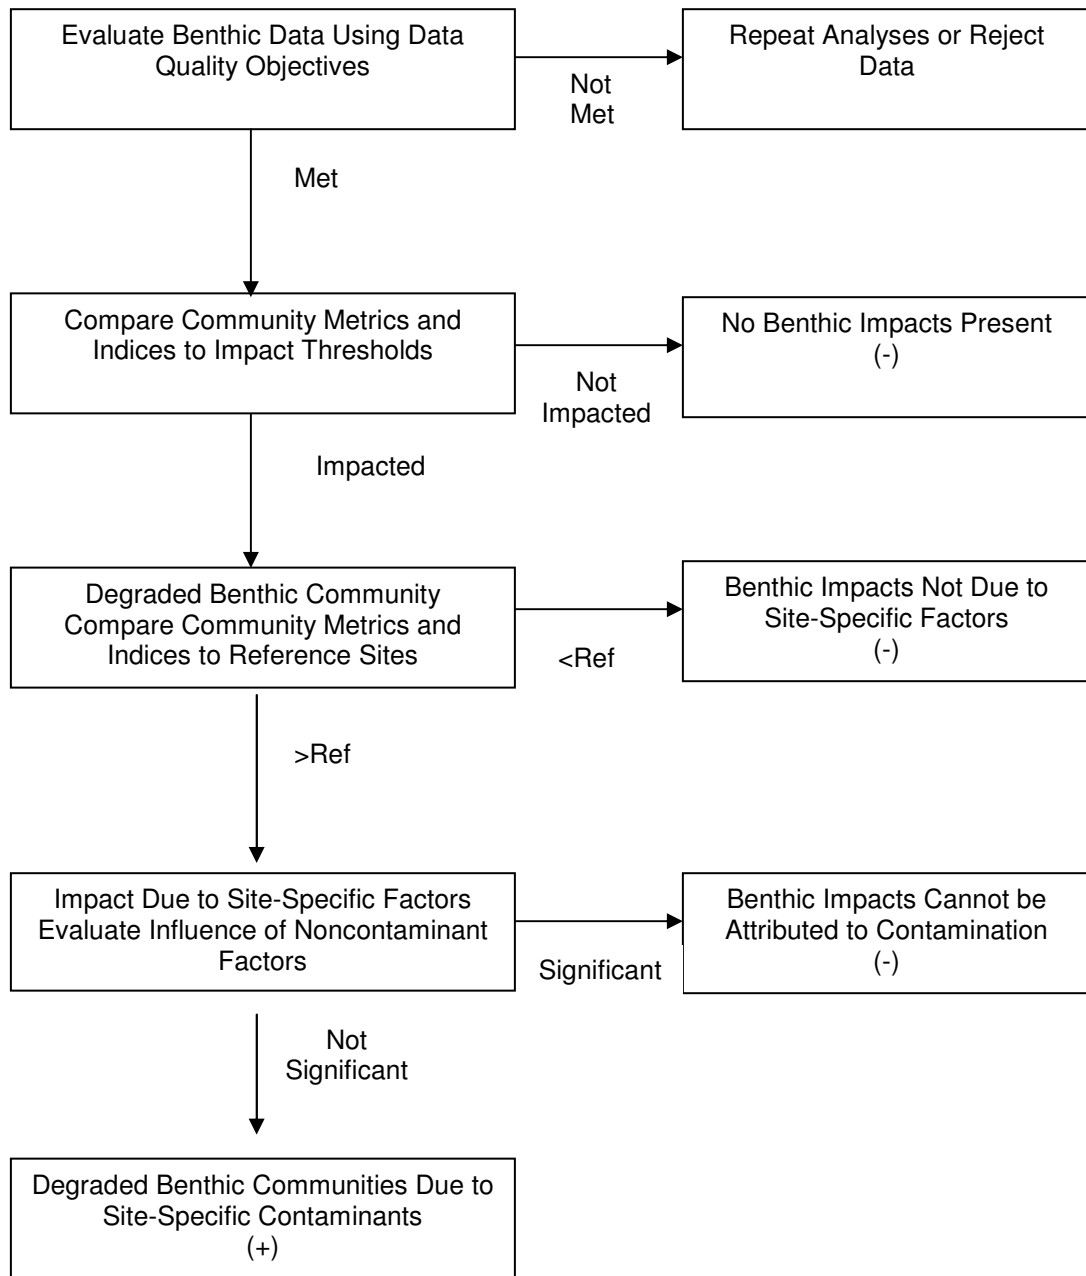 Evaluate Benthic Data Using Data
Quality Objectives
Repeat Analyses or Reject
Data
Not
Met
Met
Compare Community Metrics and
Indices to Impact Thresholds
No Benthic Impacts Present
(-)
Not
Impacted
Impacted
Degraded Benthic Community
Compare Community Metrics and
Indices to Reference Sites
Benthic Impacts Not Due to
Site-Specific Factors
(-)
<Ref
>Ref
Impact Due to Site-Specific Factors
Evaluate Influence of Noncontaminant
Factors
Benthic Impacts Cannot be
Attributed to Contamination
(-)
Significant
Not
Significant
Degraded Benthic Communities Due to
Site-Specific Contaminants
(+)